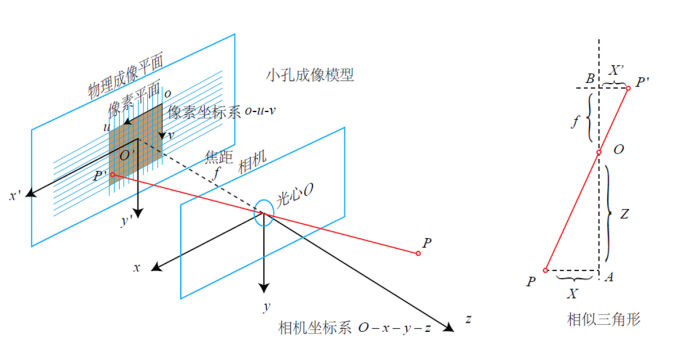 物理成像平面
像素平面
小孔成像模型
o
像素坐标系 o-u-v
u
v
O'
焦距
f
相机
P'
x'
y'
光心O
P
x
y
z
相机坐标系 O-x-y-z
B
X'
P'
f
O
Z
P
A
X
相似三角形